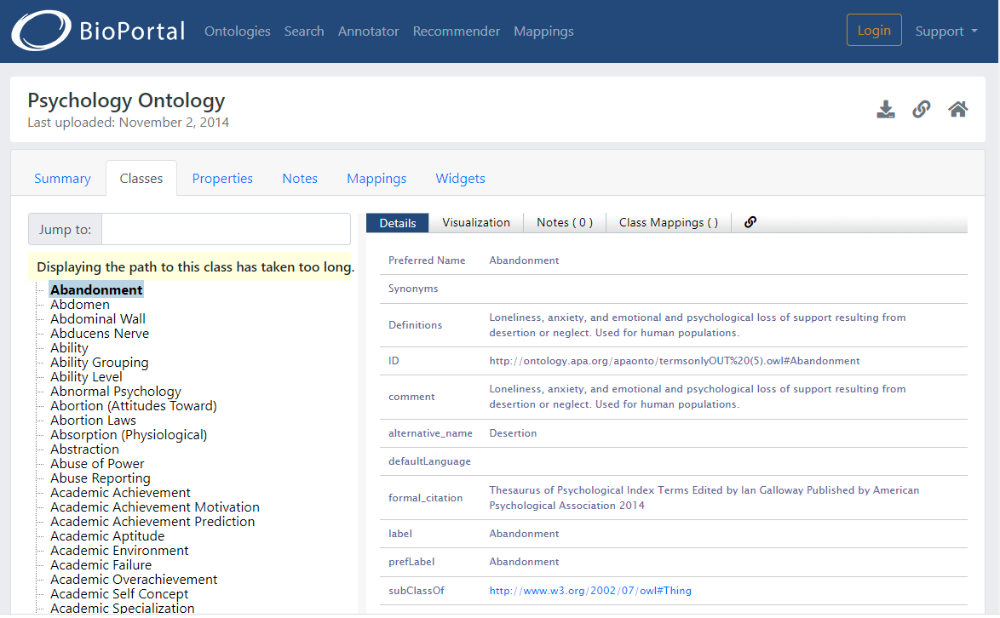 BioPortal Ontologies Search Annotator Recommender Mappings Login Support
Psychology Ontology
Last uploaded: November 2, 2014
Summary Classes Properties Notes Mappings Widgets
Jump to:
Displaying the path to this class has taken too long.
Abandonment
Abdomen
Abdominal Wall
Abducens Nerve
Ability
Ability Grouping
Ability Level
Abnormal Psychology
Abortion (Attitudes Toward)
Abortion Laws
Absorption (Physiological)
Abstraction
Abuse of Power
Abuse Reporting
Academic Achievement
Academic Achievement Motivation
Academic Achievement Prediction
Academic Aptitude
Academic Environment
Academic Failure
Academic Overachievement
Academic Self Concept
Academic Specialization
Details Visualization Notes ( 0 ) Class Mappings ( )
Preferred Name Abandonment
Synonyms
Definitions Loneliness, anxiety, and emotional and psychological loss of support resulting from
desertion or neglect. Used for human populations.
ID http://ontology.apa.org/apaonto/termsonlyOUT%20(5).owl#Abandonment
comment Loneliness, anxiety, and emotional and psychological loss of support resulting from
desertion or neglect. Used for human populations.
alternative_name Desertion
defaultLanguage
formal_citation Thesaurus of Psychological Index Terms Edited by Ian Galloway Published by American
Psychological Association 2014
label Abandonment
prefLabel Abandonment
subClassOf http://www.w3.org/2002/07/owl#Thing